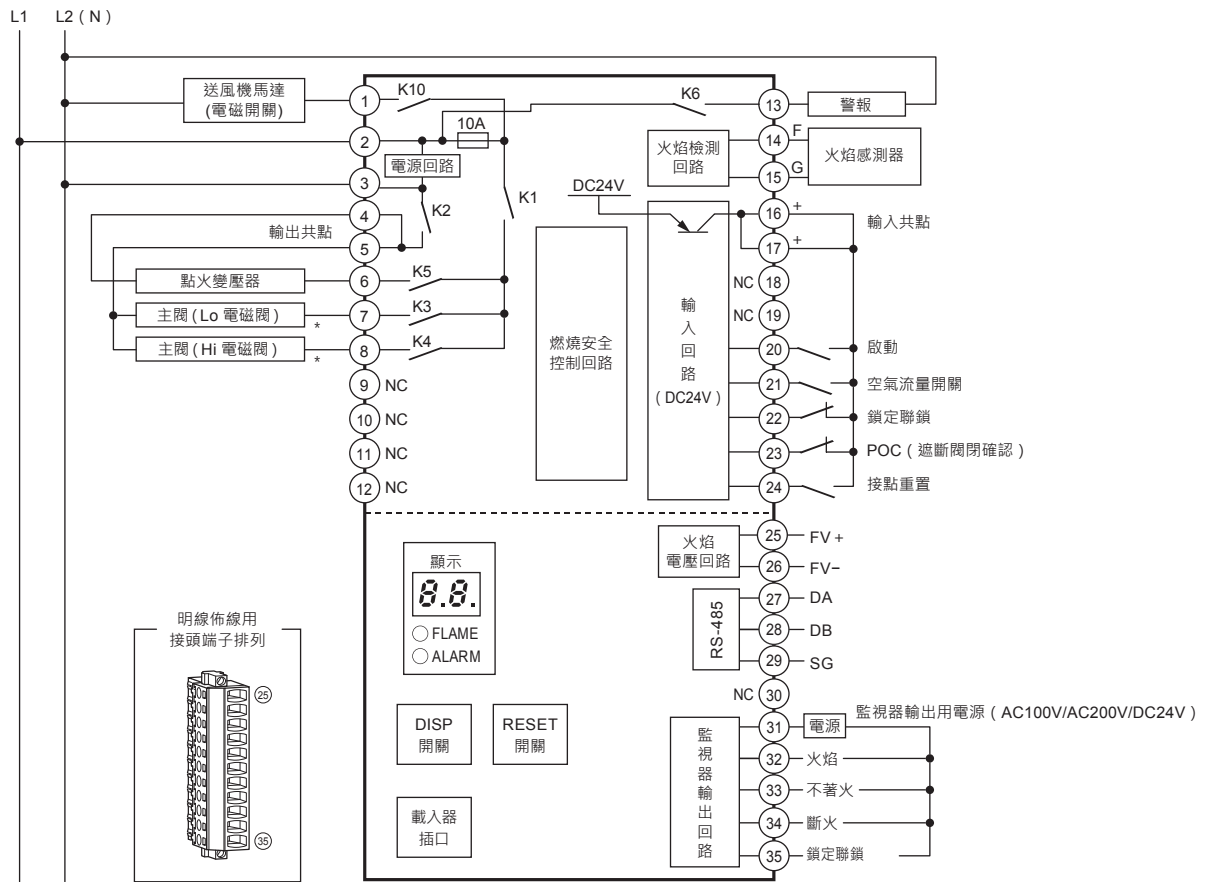 L1 L2 ( N )
送風機馬達
(電磁開關)
1
K10
K6
13
警報
2
10A
14
F
火焰檢測
回路
火焰感測器
15
G
電源回路
3
K2
K1
DC24V
4
輸出共點
5
16
+
輸入共點
17
+
點火變壓器
6
K5
NC
18
主閥 ( Lo 電磁閥 )
*
7
K3
NC
19
主閥 ( Hi 電磁閥 )
*
8
K4
燃燒安全
控制回路
輸
入
回
路
( DC24V )
20
啟動
9
NC
21
空氣流量開關
10
NC
22
鎖定聯鎖
11
NC
23
POC ( 遮斷閥閉確認 )
12
NC
24
接點重置
火焰
電壓回路
25
FV +
26
FV−
顯示
8.8.
FLAME
ALARM
RS-485
27
DA
28
DB
29
SG
NC
30
明線佈線用
接頭端子排列
25
35
DISP
開關
RESET
開關
載入器
插口
監
視
器
輸
出
回
路
31
電源
監視器輸出用電源 ( AC100V/AC200V/DC24V )
32
火焰
33
不著火
34
斷火
35
鎖定聯鎖